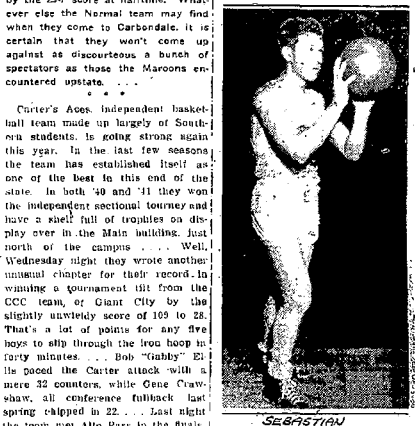 by the 25-4 score at halftime. What-
ever else the Normal team may find
when they come to Carbondale, it is
certain that they won't come up
against as discourteous a bunch of
spectators as those the Maroons en-
countered upstate. . . . .
* * *
Carter's Aces, independent basket-
ball team made up largely of South-
ern students, is going strong again
this year. In the last few seasons
the team has established itself as
one of the best in this end of the
state. In both '40 and '41 they won
the independent sectional tourney and
have a shelf full of trophies on dis-
play over in the Main building, just
north of the campus . . . . Well,
Wednesday night they wrote another
unusual chapter for their record in
winning a tournament tilt from the
CCC team, of Giant City by the
slightly unwieldy score of 109 to 28.
That's a lot of points for any five
boys to slip through the iron hoop in
forty minutes. . . . Bob "Gabby" El-
lis paced the Carter attack with a
mere 32 counters, while Gene Craw-
shaw, all conference fullback last
spring chipped in 22. . . . Last night
the team met Alto Pass in the finals
SEBASTIAN